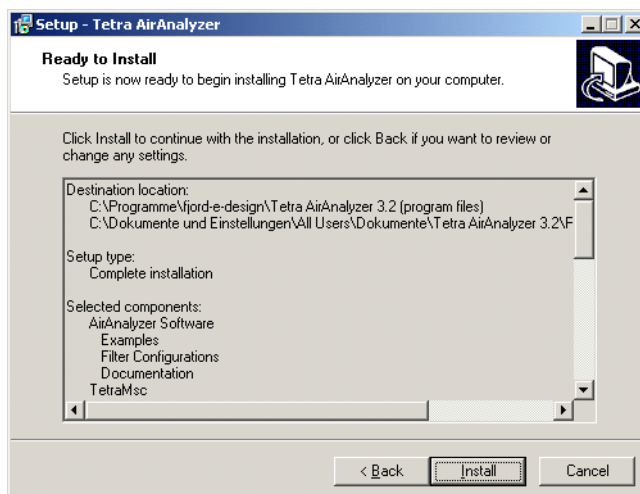 Setup - Tetra AirAnalyzer
Ready to Install
Setup is now ready to begin installing Tetra AirAnalyzer on your computer.
Click Install to continue with the installation, or click Back if you want to review or
change any settings.
Destination location:
C:\Programme\fjord-e-design\Tetra AirAnalyzer 3.2 (program files)
C:\Dokumente und Einstellungen\All Users\Dokumente\Tetra AirAnalyzer 3.2\F
Setup type:
Complete installation
Selected components:
AirAnalyzer Software
Examples
Filter Configurations
Documentation
TetraMsc
< Back Install Cancel